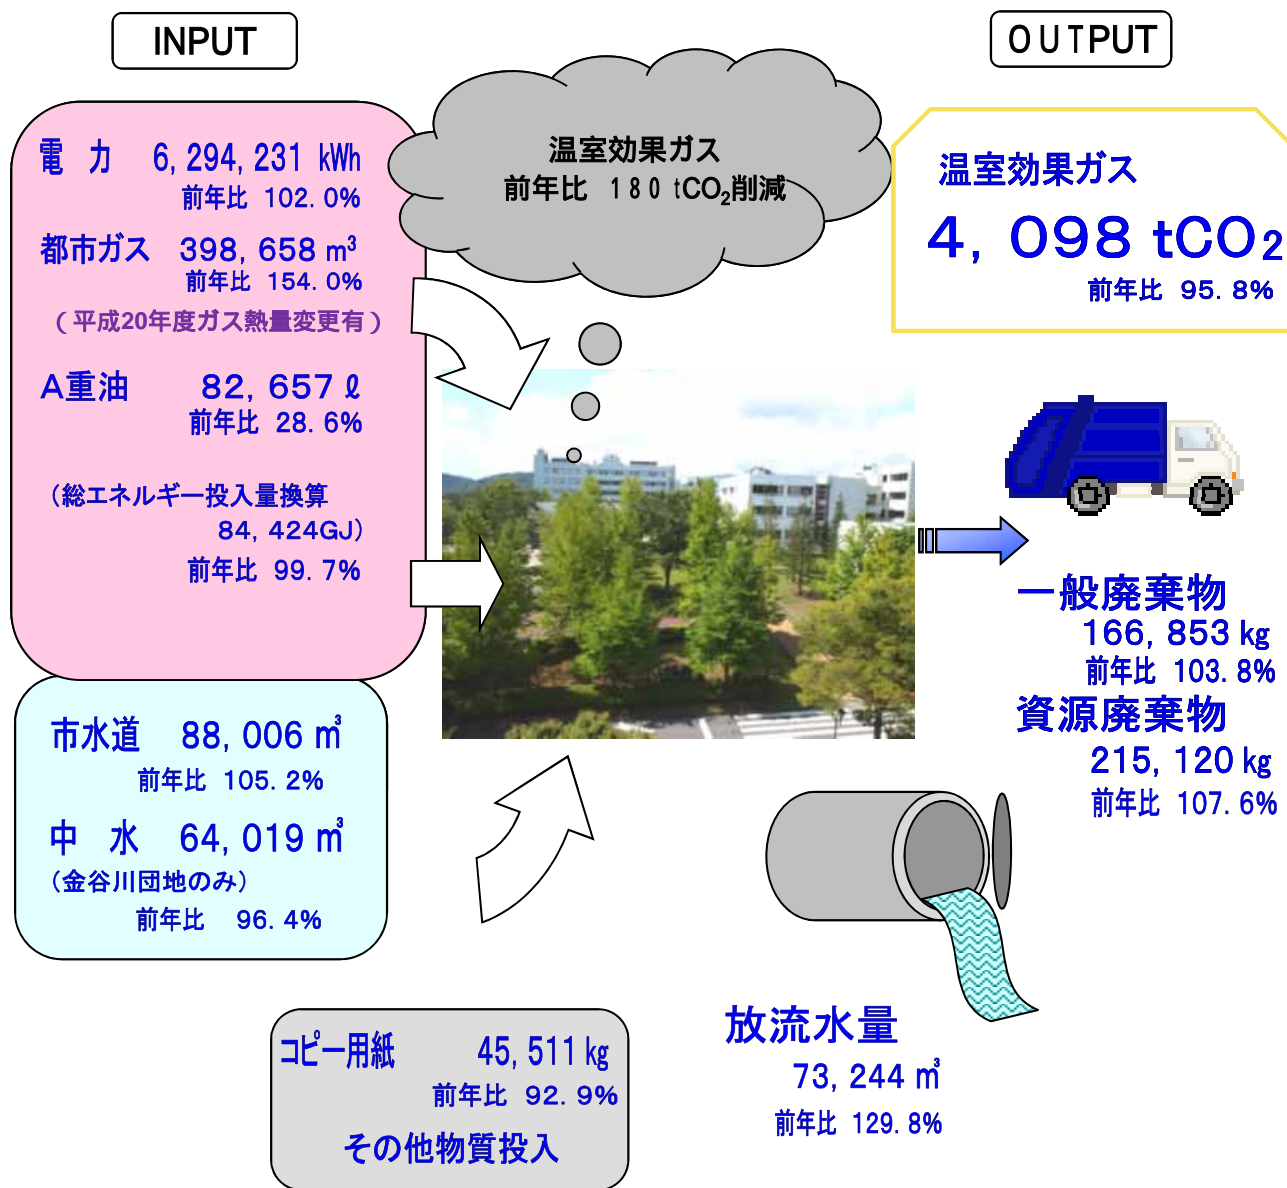 INPUT
電 力 6,294,231 kWh
前年比 102.0%
都市ガス 398,658 m³
前年比 154.0%
(平成20年度ガス熱量変更有)
A重油 82,657 ℓ
前年比 28.6%
(総エネルギー投入量換算
84,424GJ)
前年比 99.7%
市水道 88,006 ㎥
前年比 105.2%
中 水 64,019 ㎥
(金谷川団地のみ)
前年比 96.4%
コピー用紙 45,511 kg
前年比 92.9%
その他物質投入
温室効果ガス
前年比 180 tCO₂削減
OUTPUT
温室効果ガス
4,098 tCO₂
前年比 95.8%
一般廃棄物
166,853 kg
前年比 103.8%
資源廃棄物
215,120 kg
前年比 107.6%
放流水量
73,244 ㎥
前年比 129.8%